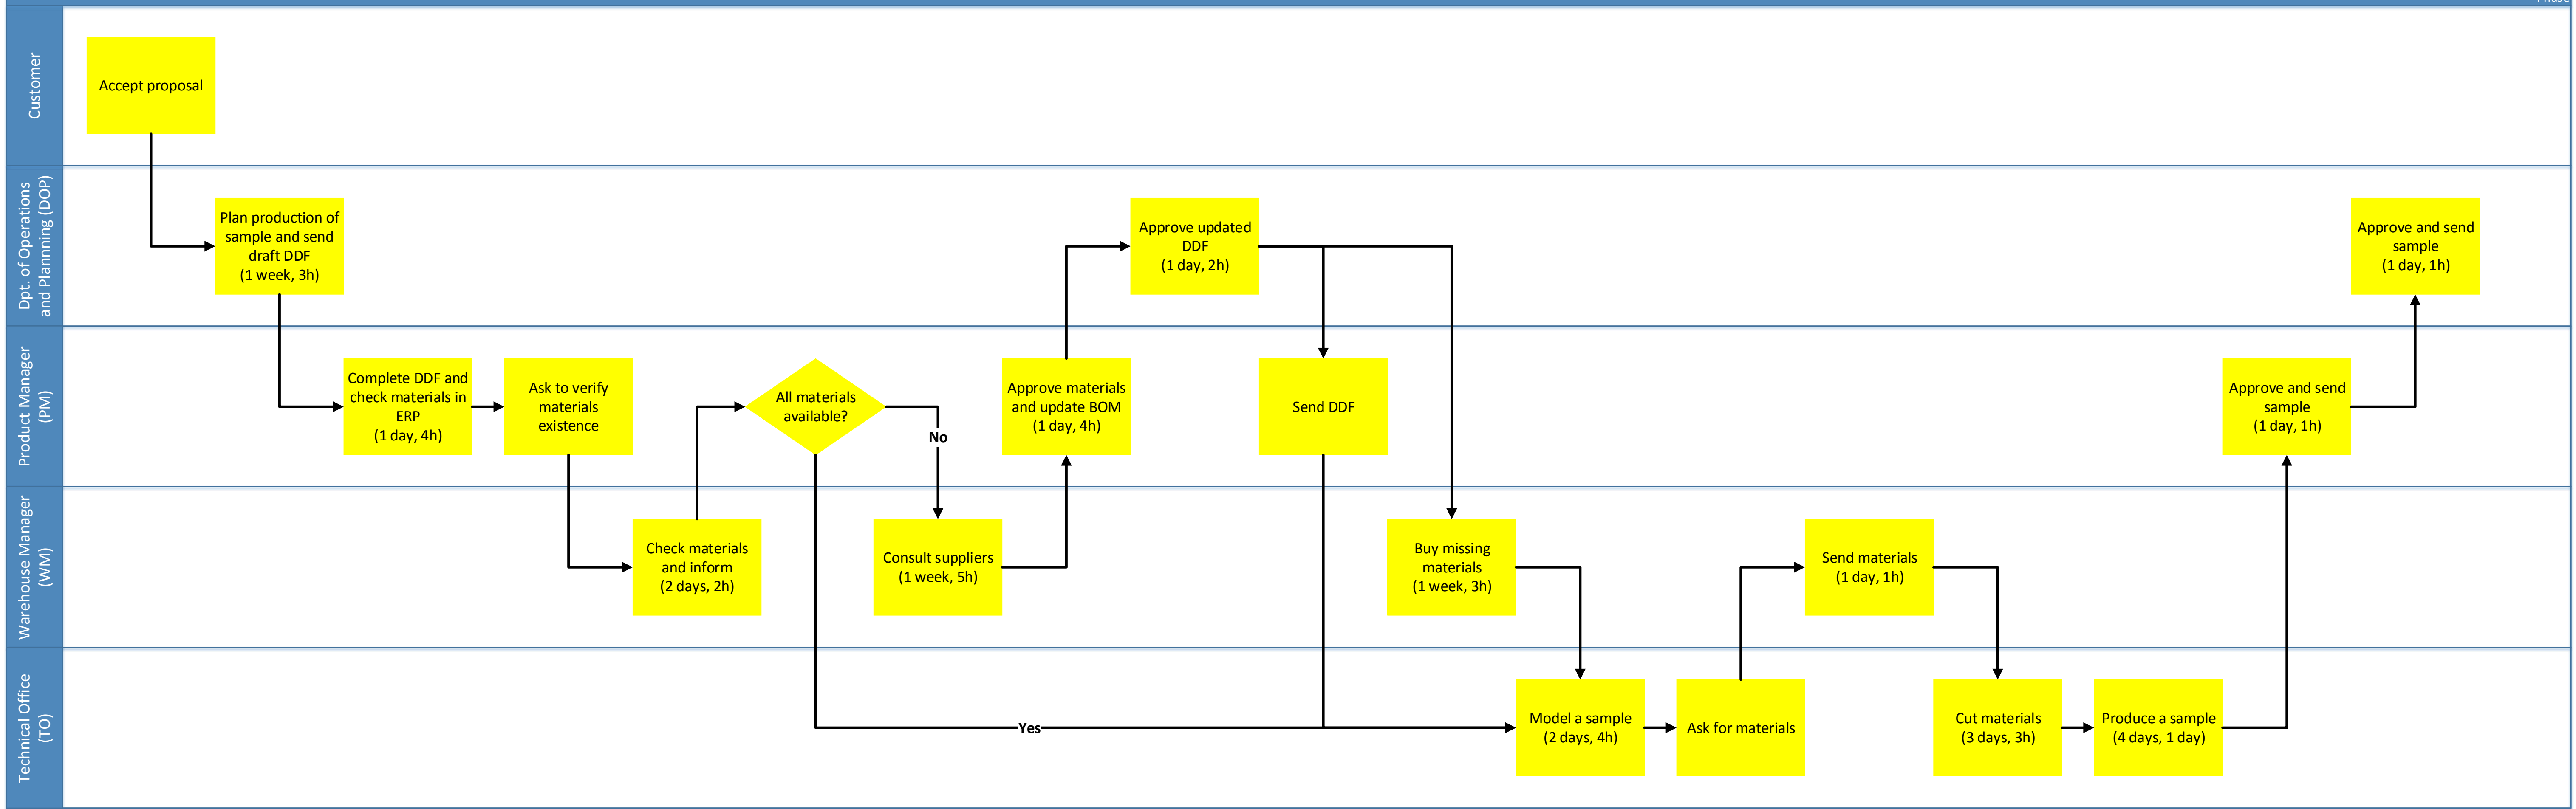 Phase
Customer
Accept proposal
Dpt. of Operations
and Plannning (DOP)
Plan production of
sample and send
draft DDF
(1 week, 3h)
Approve updated
DDF
(1 day, 2h)
Approve and send
sample
(1 day, 1h)
Product Manager
(PM)
Complete DDF and
check materials in
ERP
(1 day, 4h)
Ask to verify
materials
existence
All materials
available?
No
Approve materials
and update BOM
(1 day, 4h)
Send DDF
Approve and send
sample
(1 day, 1h)
Warehouse Manager
(WM)
Check materials
and inform
(2 days, 2h)
Consult suppliers
(1 week, 5h)
Buy missing
materials
(1 week, 3h)
Send materials
(1 day, 1h)
Technical Office
(TO)
Yes
Model a sample
(2 days, 4h)
Ask for materials
Cut materials
(3 days, 3h)
Produce a sample
(4 days, 1 day)